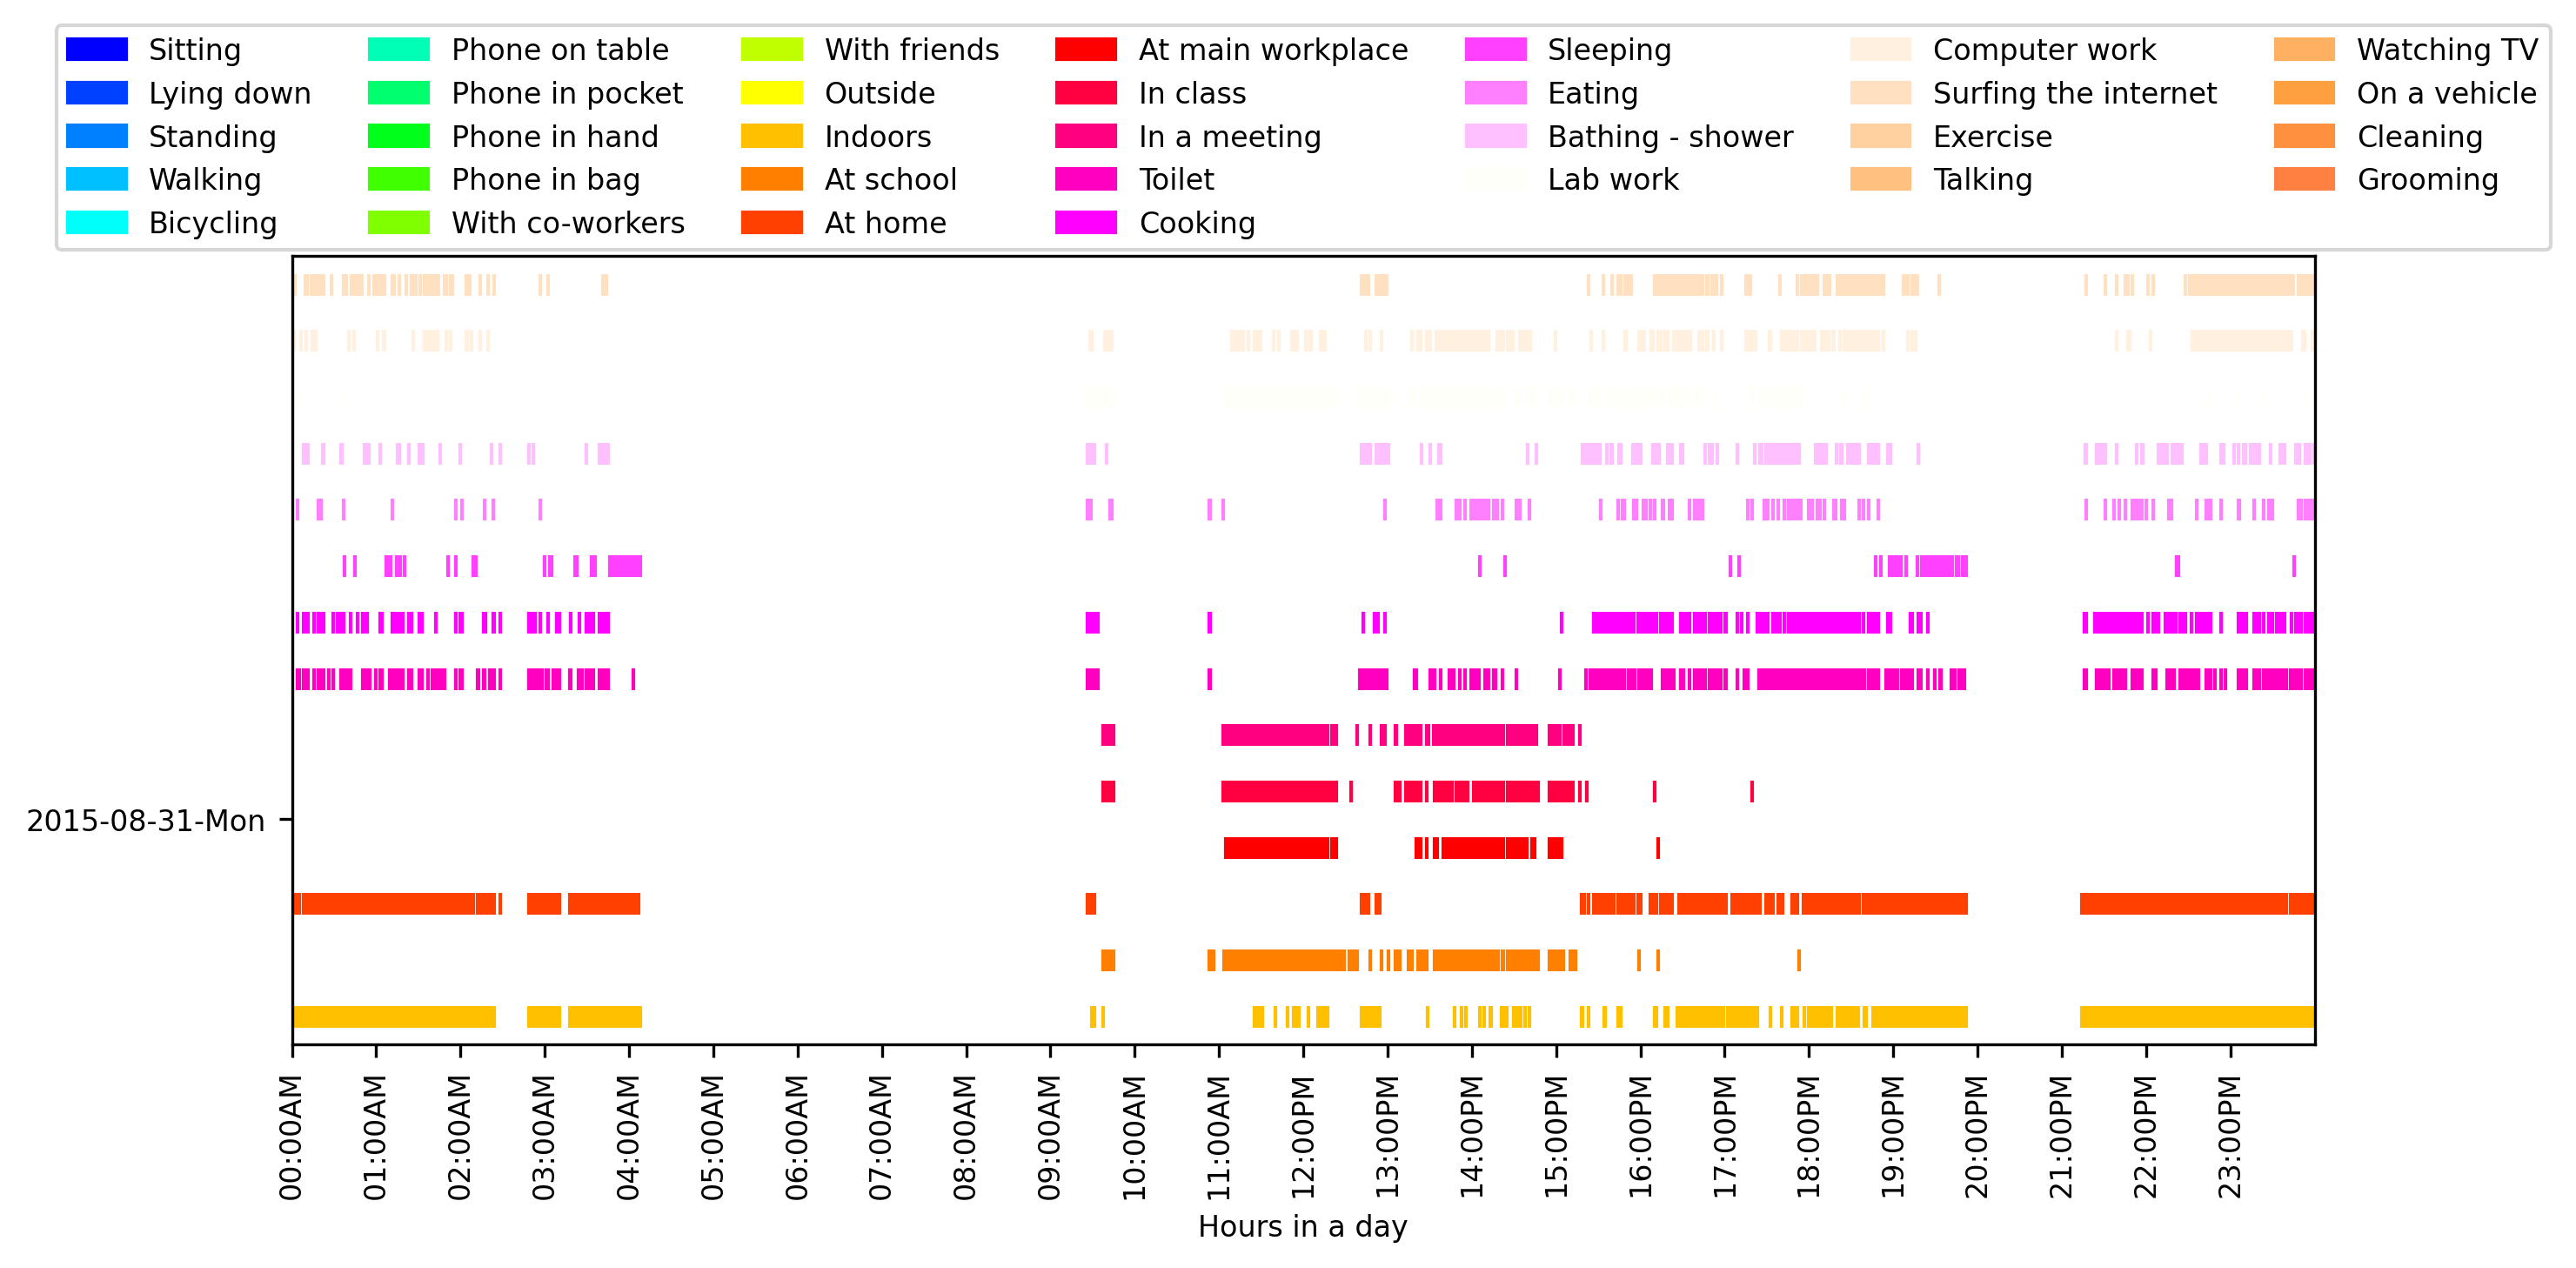 Sitting
Lying down
Standing
Walking
Bicycling
Phone on table
Phone in pocket
Phone in hand
Phone in bag
With co-workers
With friends
Outside
Indoors
At school
At home
At main workplace
In class
In a meeting
Toilet
Cooking
Sleeping
Eating
Bathing - shower
Lab work
Computer work
Surfing the internet
Exercise
Talking
Watching TV
On a vehicle
Cleaning
Grooming
2015-08-31-Mon
00:00AM
01:00AM
02:00AM
03:00AM
04:00AM
05:00AM
06:00AM
07:00AM
08:00AM
09:00AM
10:00AM
11:00AM
12:00PM
13:00PM
14:00PM
15:00PM
16:00PM
17:00PM
18:00PM
19:00PM
20:00PM
21:00PM
22:00PM
23:00PM
Hours in a day